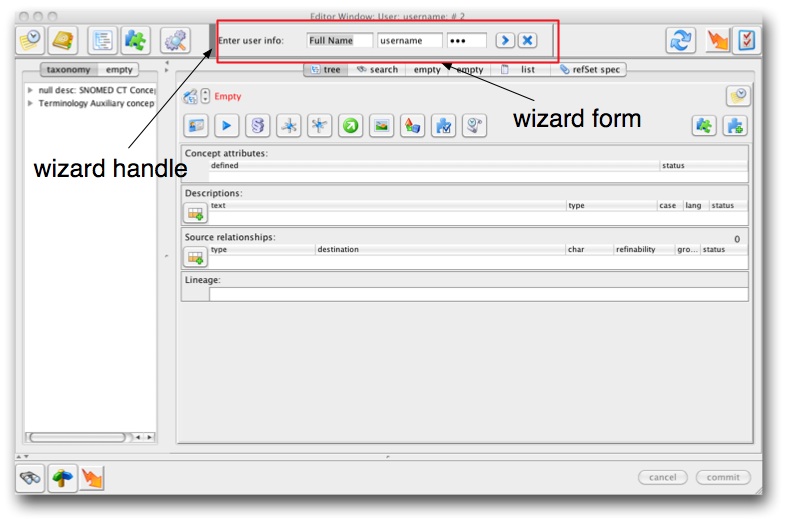 Editor Window: User: username: # 2
Enter user info: Full Name username •••
taxonomy empty
tree search empty empty list refSet spec
null desc: SNOMED CT Concep
Terminology Auxiliary concep
Empty
wizard form
wizard handle
Concept attributes:
defined status
Descriptions:
text type case lang status
Source relationships: 0
type destination char refinability gro... status
Lineage:
cancel commit